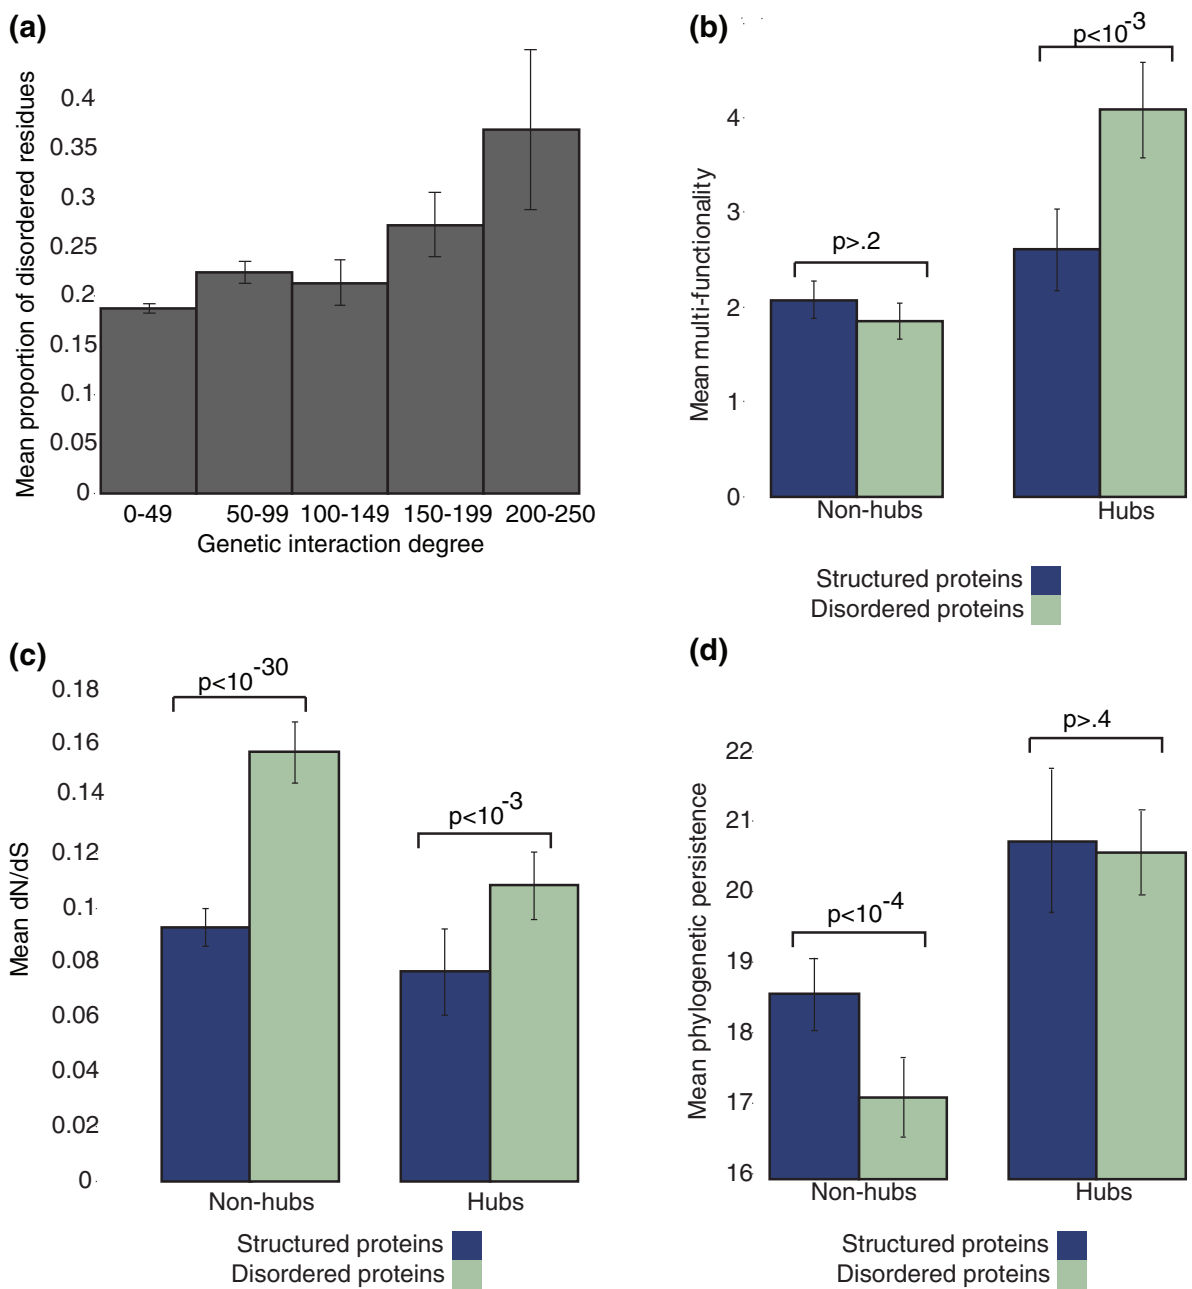 (a)
Mean proportion of disordered residues
0.4
0.35
0.3
0.25
0.2
0.15
0.1
0.05
0
0-49 50-99 100-149 150-199 200-250
Genetic interaction degree
(b)
p<10-3
p>.2
Mean multi-functionality
4
3
2
1
0
Non-hubs Hubs
Structured proteins
Disordered proteins
(c)
p<10-30
p<10-3
Mean dN/dS
0.18
0.16
0.14
0.12
0.1
0.08
0.06
0.04
0.02
0
Non-hubs Hubs
Structured proteins
Disordered proteins
(d)
p>.4
p<10-4
Mean phylogenetic persistence
22
21
20
19
18
17
16
Non-hubs Hubs
Structured proteins
Disordered proteins